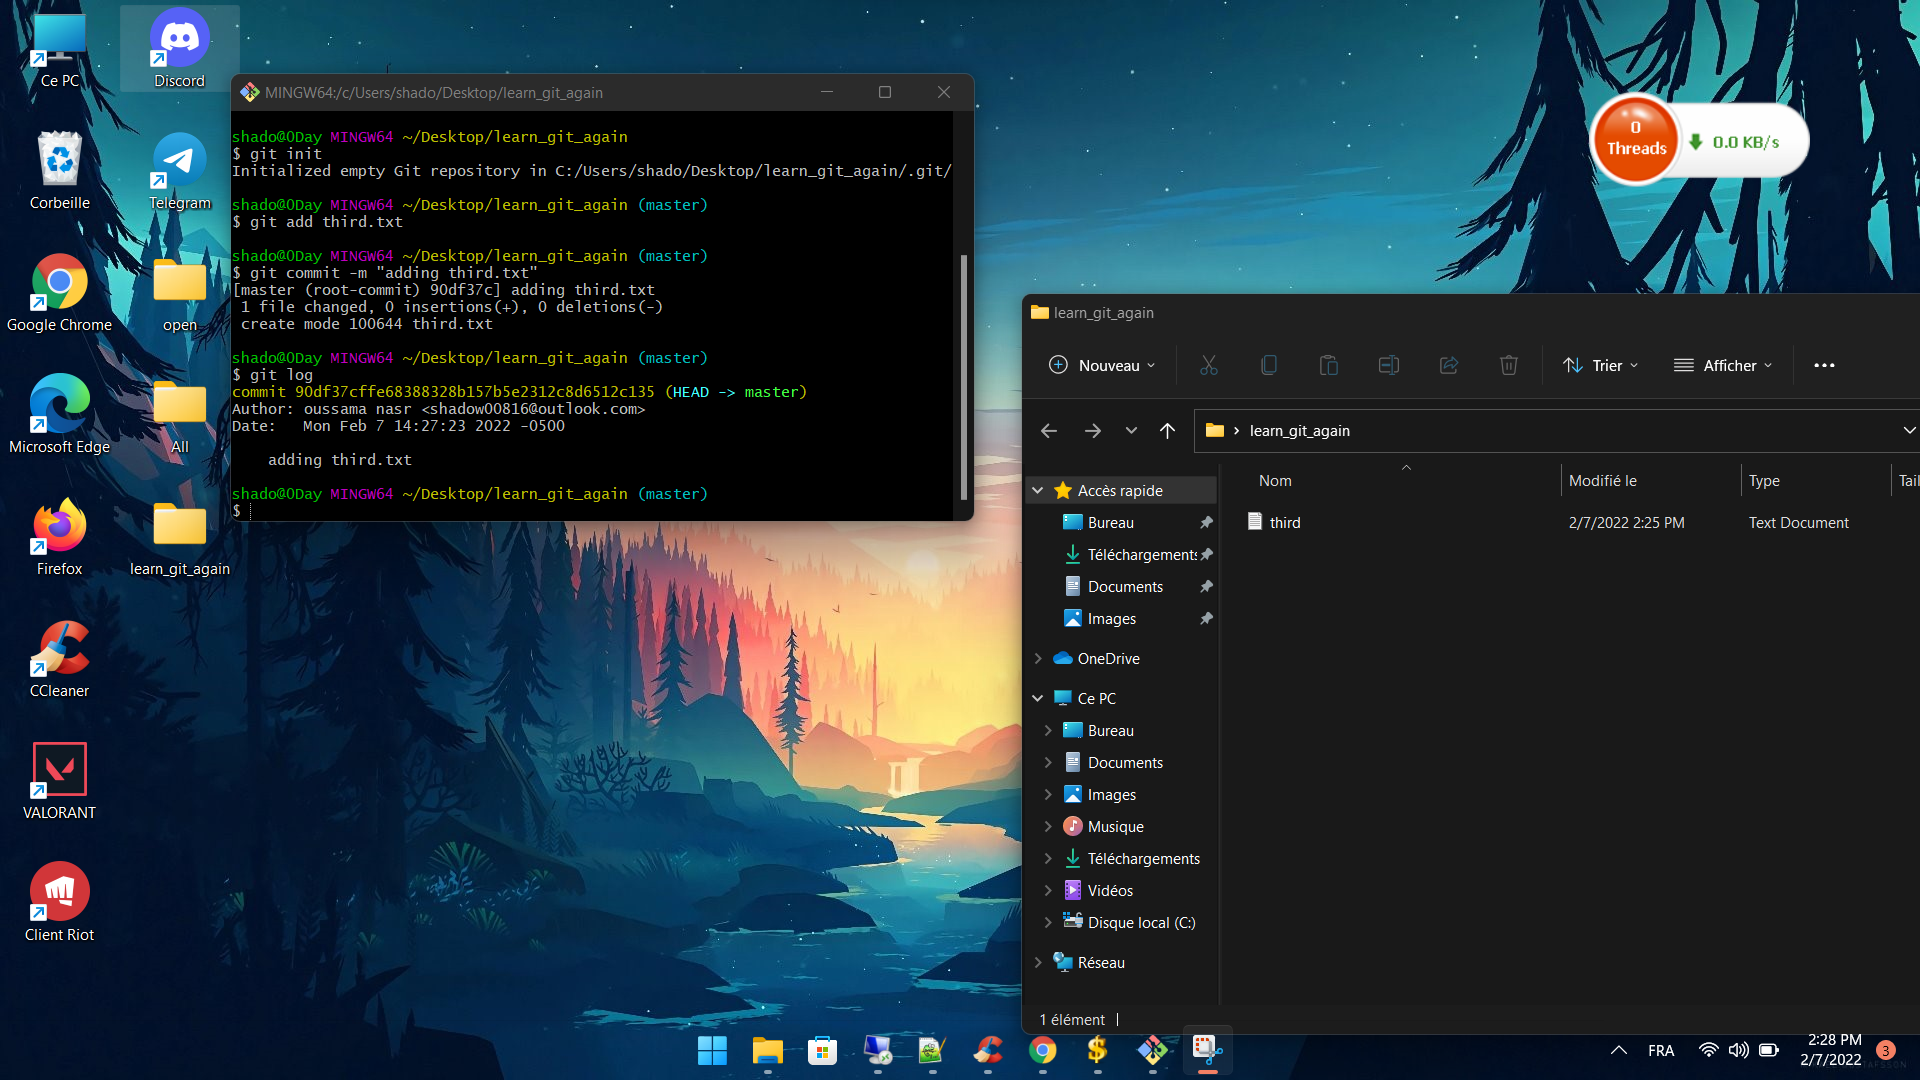 Ce PC
Discord
Corbeille
Telegram
Google Chrome
open
Microsoft Edge
All
Firefox
learn_git_again
CCleaner
VALORANT
Client Riot
MINGW64:/c/Users/shado/Desktop/learn_git_again
shado@0Day MINGW64 ~/Desktop/learn_git_again
$ git init
Initialized empty Git repository in C:/Users/shado/Desktop/learn_git_again/.git/
shado@0Day MINGW64 ~/Desktop/learn_git_again (master)
$ git add third.txt
shado@0Day MINGW64 ~/Desktop/learn_git_again (master)
$ git commit -m "adding third.txt"
[master (root-commit) 90df37c] adding third.txt
1 file changed, 0 insertions(+), 0 deletions(-)
create mode 100644 third.txt
shado@0Day MINGW64 ~/Desktop/learn_git_again (master)
$ git log
commit 90df37cffe68388328b157b5e2312c8d6512c135 (HEAD -> master)
Author: oussama nasr <shadow00816@outlook.com>
Date:   Mon Feb 7 14:27:23 2022 -0500
adding third.txt
shado@0Day MINGW64 ~/Desktop/learn_git_again (master)
$
0
Threads
0.0 KB/s
learn_git_again
Nouveau
Trier
Afficher
learn_git_again
Nom
Modifié le
Type
Tail
third
2/7/2022 2:25 PM
Text Document
Accès rapide
Bureau
Téléchargements
Documents
Images
OneDrive
Ce PC
Bureau
Documents
Images
Musique
Téléchargements
Vidéos
Disque local (C:)
Réseau
1 élément
FRA
2:28 PM
2/7/2022
3